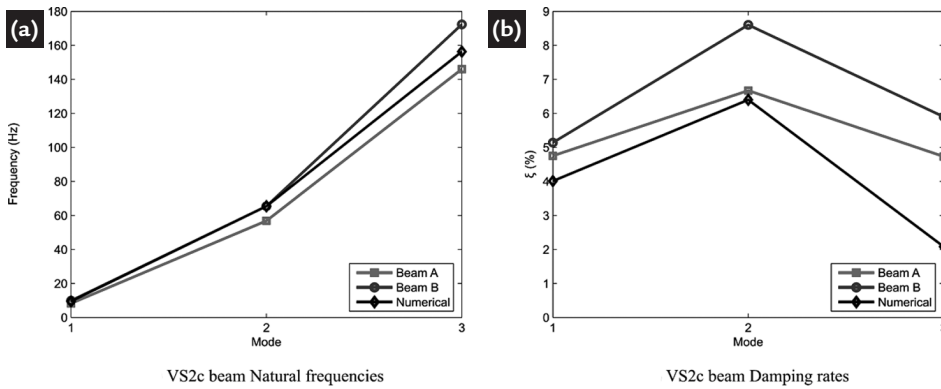 (a)
180
160
140
120
100
80
60
40
20
0
Frequency (Hz)
1 2 3
Mode
Beam A
Beam B
Numerical
VS2c beam Natural frequencies
(b)
9
8
7
6
5
4
3
2
1
0
ξ (%)
1 2 3
Mode
Beam A
Beam B
Numerical
VS2c beam Damping rates